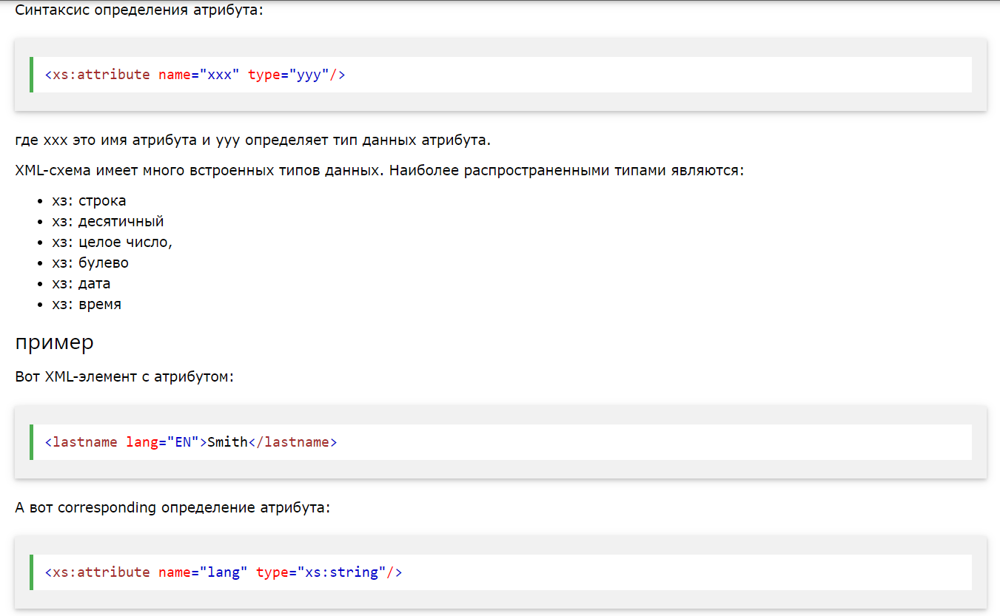 Синтаксис определения атрибута:
<xs:attribute name="xxx" type="yyy"/>
где xxx это имя атрибута и yyy определяет тип данных атрибута.
XML-схема имеет много встроенных типов данных. Наиболее распространенными типами являются:
• хз: строка
• хз: десятичный
• хз: целое число,
• хз: булево
• хз: дата
• хз: время
пример
Вот XML-элемент с атрибутом:
<lastname lang="EN">Smith</lastname>
А вот corresponding определение атрибута:
<xs:attribute name="lang" type="xs:string"/>